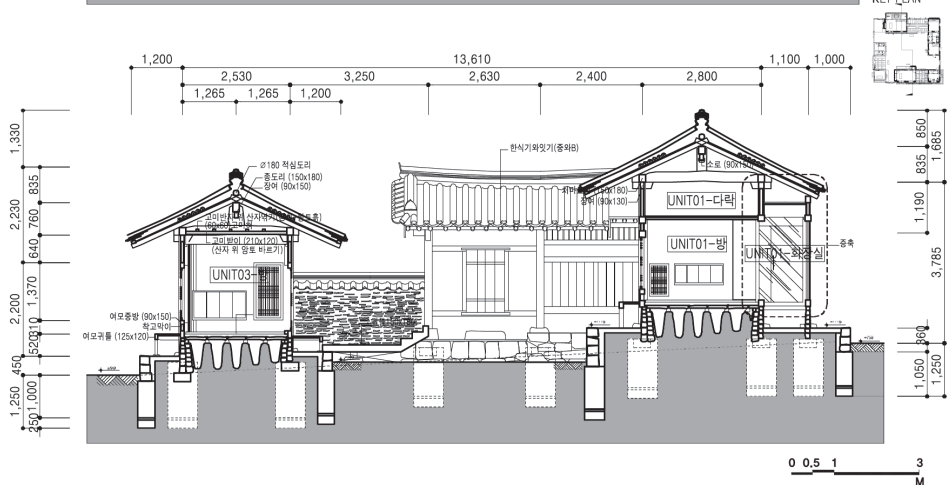 KEY PLAN
1,200 13,610 1,100 1,000
2,530 3,250 2,630 2,400 2,800
1,265 1,265 1,200
1,330
835
2,230
760
640
1,370
2,200
310
520
450
1,250
1,000
250
Ø180 적심도리
종도리 (150x180)
장여 (90x150)
고미받이 (210x120)
(산자 위 앙토 바르기)
UNIT03-
여모중방 (90x150)
착고막이
여모귀틀 (125x120)
한식기와잇기(중와B)
소로 (90x150)
장여 (90x130)
UNIT01-다락
UNIT01-방
UNIT01-화장실
증축
850
1,685
835
1,190
3,785
360
1,050
1,250
0 0,5 1 3
M